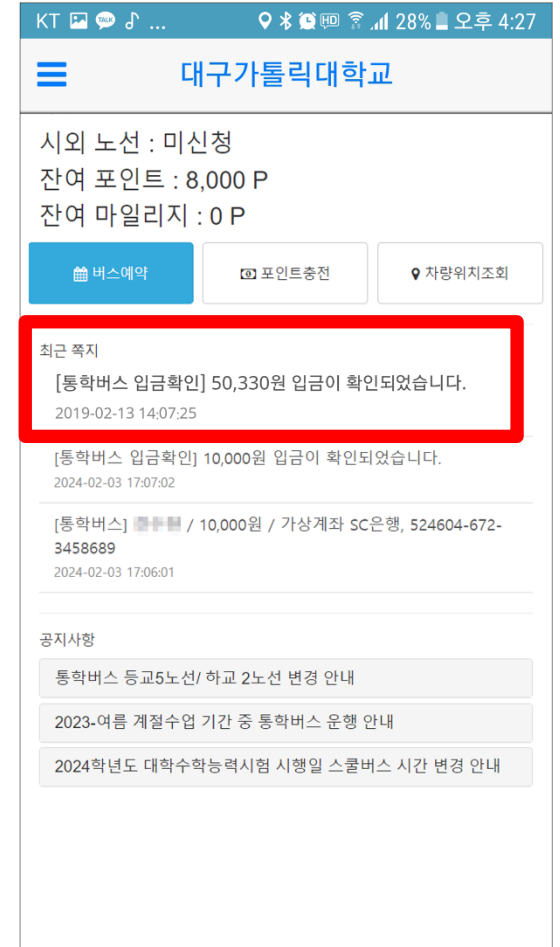 KT TALK ... HD 28% 오후 4:27
대구가톨릭대학교
시외 노선 : 미신청
잔여 포인트 : 8,000 P
잔여 마일리지 : 0 P
버스예약 포인트충전 차량위치조회
최근 쪽지
[통학버스 입금확인] 50,330원 입금이 확인되었습니다.
2019-02-13 14:07:25
[통학버스 입금확인] 10,000원 입금이 확인되었습니다.
2024-02-03 17:07:02
[통학버스] / 10,000원 / 가상계좌 SC은행, 524604-672-
3458689
2024-02-03 17:06:01
공지사항
통학버스 등교5노선/ 하교 2노선 변경 안내
2023-여름 계절수업 기간 중 통학버스 운행 안내
2024학년도 대학수학능력시험 시행일 스쿨버스 시간 변경 안내